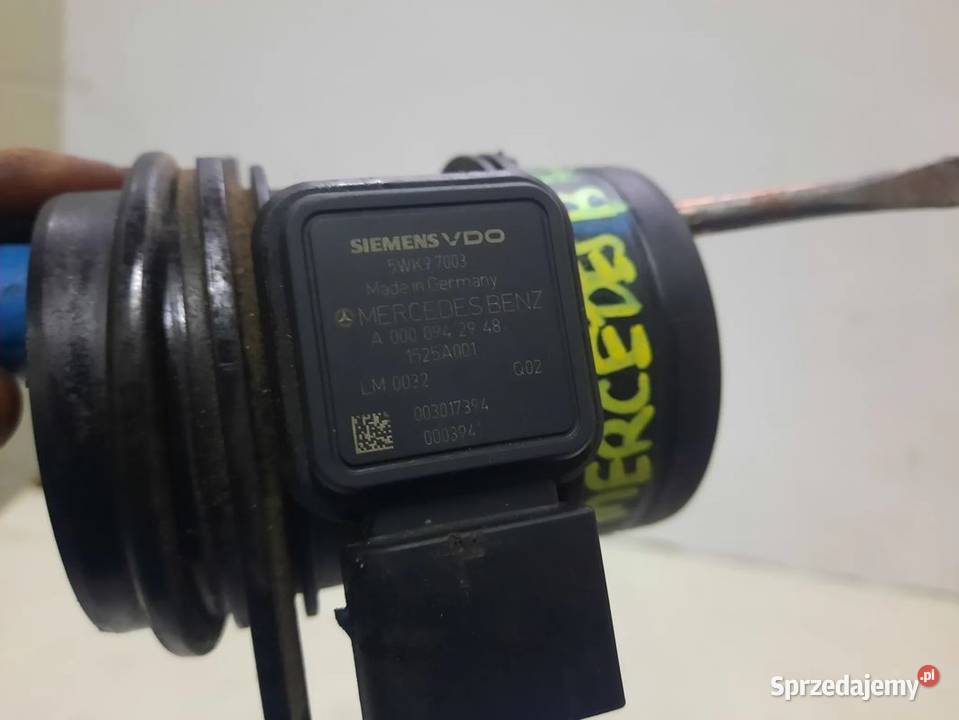 SIEMENS VDO
5WK9 7003
Made in Germany
MERCEDES BENZ
A 000 094 29 48
1525A001
LM 0032 Q02
003017394
000394
MERCEDES B
Sprzedajemy.pl